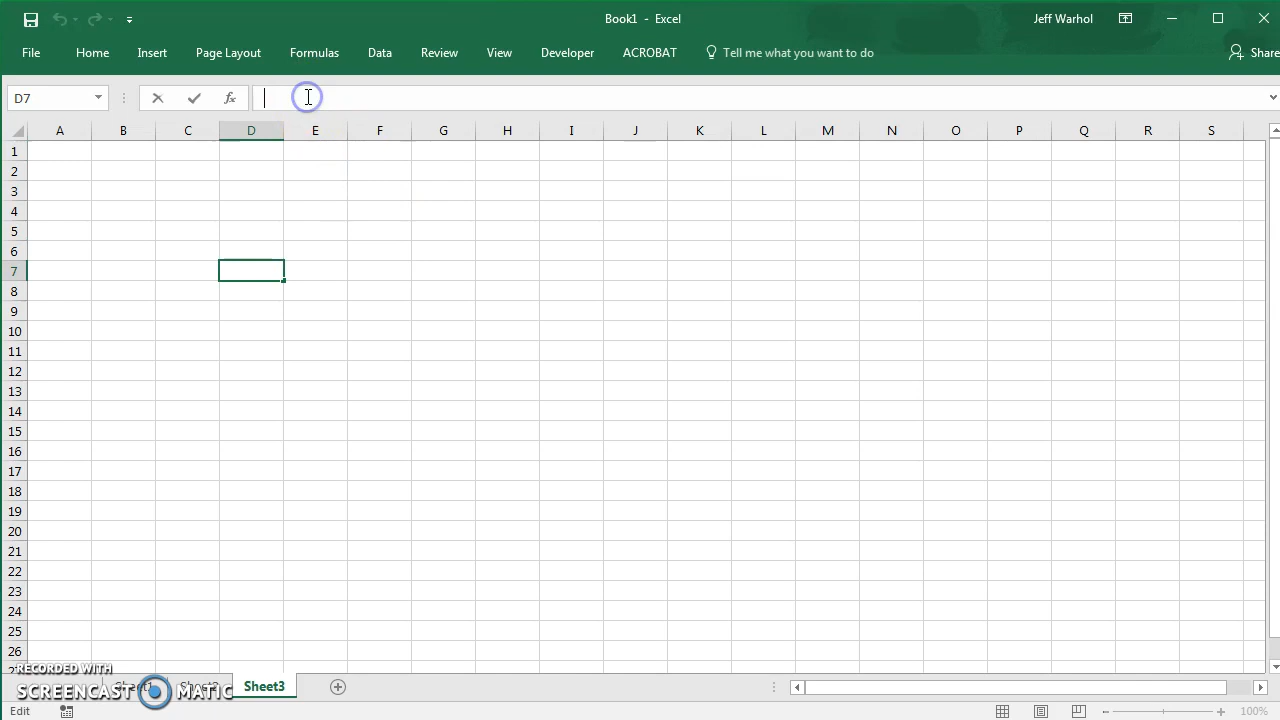 Book1 - Excel
Jeff Warhol
File Home Insert Page Layout Formulas Data Review View Developer ACROBAT Tell me what you want to do Share
D7 fx
A B C D E F G H I J K L M N O P Q R S
1
2
3
4
5
6
7
8
9
10
11
12
13
14
15
16
17
18
19
20
21
22
23
24
25
26
RECORDED WITH
SCREENCAST MATIC
Sheet1 Sheet3
Edit 100%